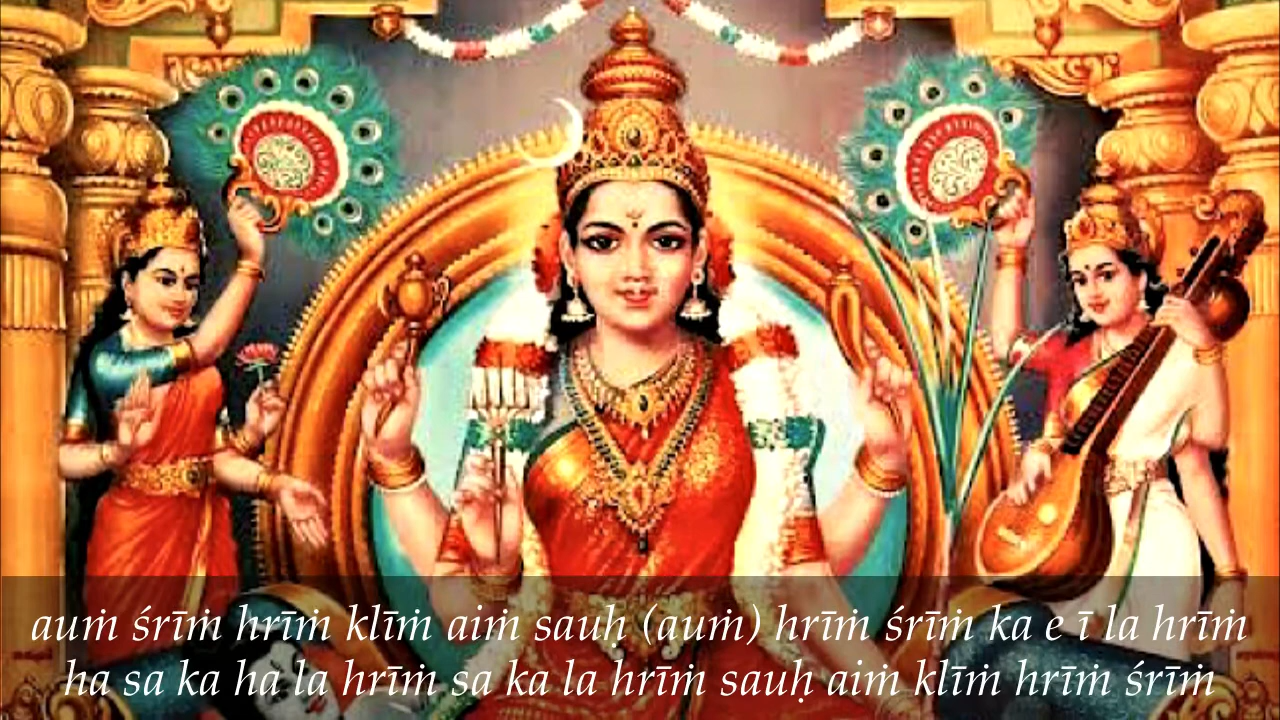 auṁ śrīṁ hrīṁ klīṁ aiṁ sauḥ (auṁ) hrīṁ śrīṁ ka e ī la hrīṁ
ha sa ka ha la hrīṁ sa ka la hrīṁ sauḥ aiṁ klīṁ hrīṁ śrīṁ